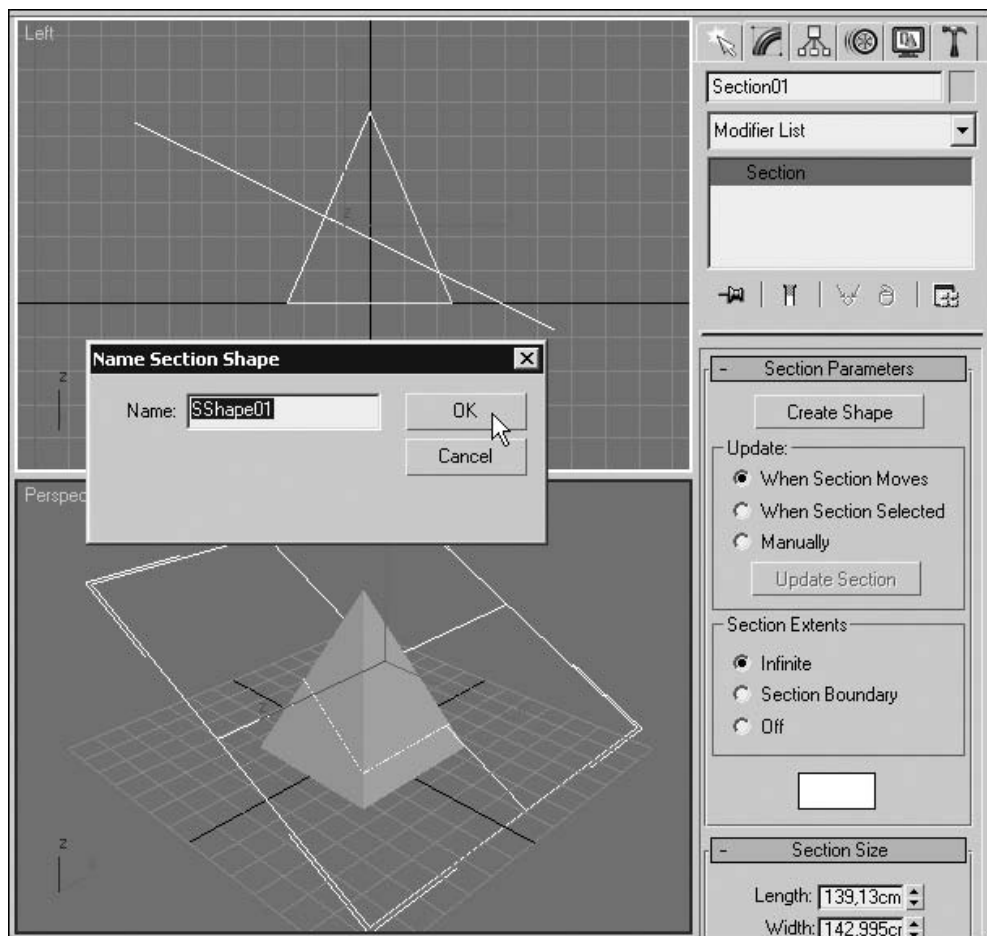 Left
Section01
Modifier List
Section
Name Section Shape
Name: SShape01
OK
Cancel
z
Perspec
z
z
- Section Parameters
Create Shape
Update:
When Section Moves
When Section Selected
Manually
Update Section
Section Extents
Infinite
Section Boundary
Off
- Section Size
Length: 139,13cm
Width: 142,995cr
z